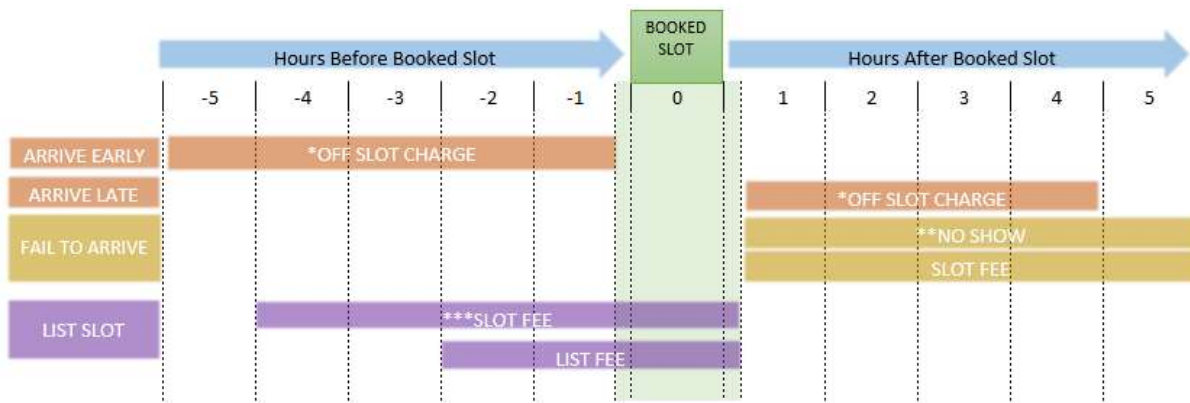 BOOKED
SLOT
Hours Before Booked Slot
Hours After Booked Slot
-5 -4 -3 -2 -1 0 1 2 3 4 5
ARRIVE EARLY
*OFF SLOT CHARGE
ARRIVE LATE
*OFF SLOT CHARGE
FAIL TO ARRIVE
**NO SHOW
SLOT FEE
LIST SLOT
***SLOT FEE
LIST FEE